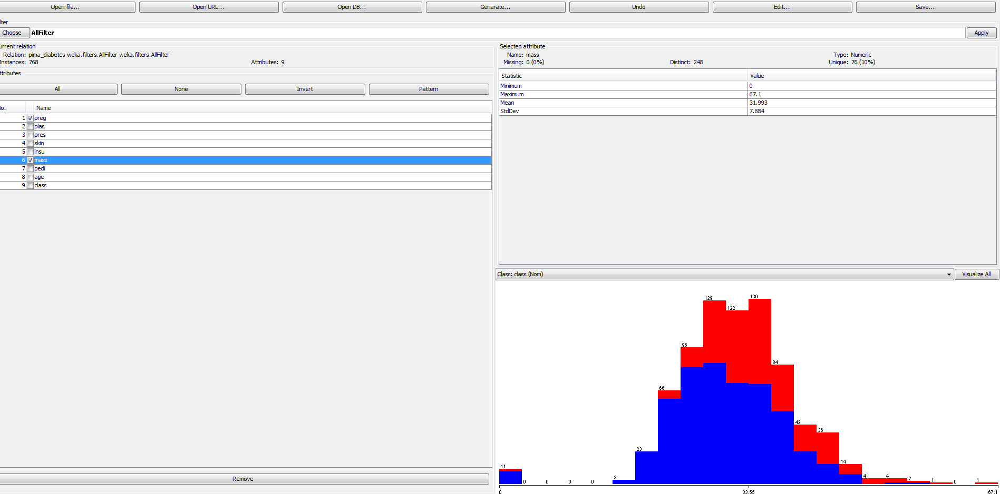 Open file... Open URL... Open DB... Generate... Undo Edit... Save...
lter
Choose AllFilter Apply
urrent relation
Relation: pima_diabetes-weka.filters.AllFilter-weka.filters.AllFilter
nstances: 768 Attributes: 9
ttributes
All None Invert Pattern
lo. Name
1 preg
2 plas
3 pres
4 skin
5 insu
6 mass
7 pedi
8 age
9 class
Remove
Selected attribute
Name: mass Type: Numeric
Missing: 0 (0%) Distinct: 248 Unique: 76 (10%)
Statistic Value
Minimum 0
Maximum 67.1
Mean 31.993
StdDev 7.884
Class: class (Nom) Visualize All
11 0 0 0 0 3 23 66 96 129 122 130 84 42 36 14 4 4 2 1 0 1
0 33.55 67.1